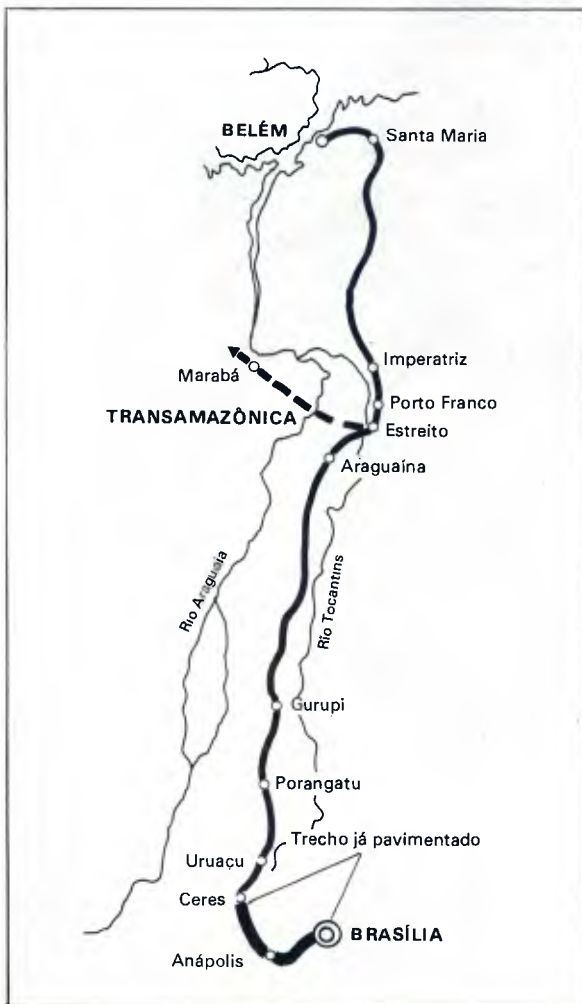 BELÉM
Santa Maria
Imperatriz
Marabá
Porto Franco
TRANSAMAZÔNICA
Estreito
Araguaína
Rio Araguaia
Rio Tocantins
Gurupi
Porangatu
Trecho já pavimentado
Uruaçu
Ceres
BRASÍLIA
Anápolis